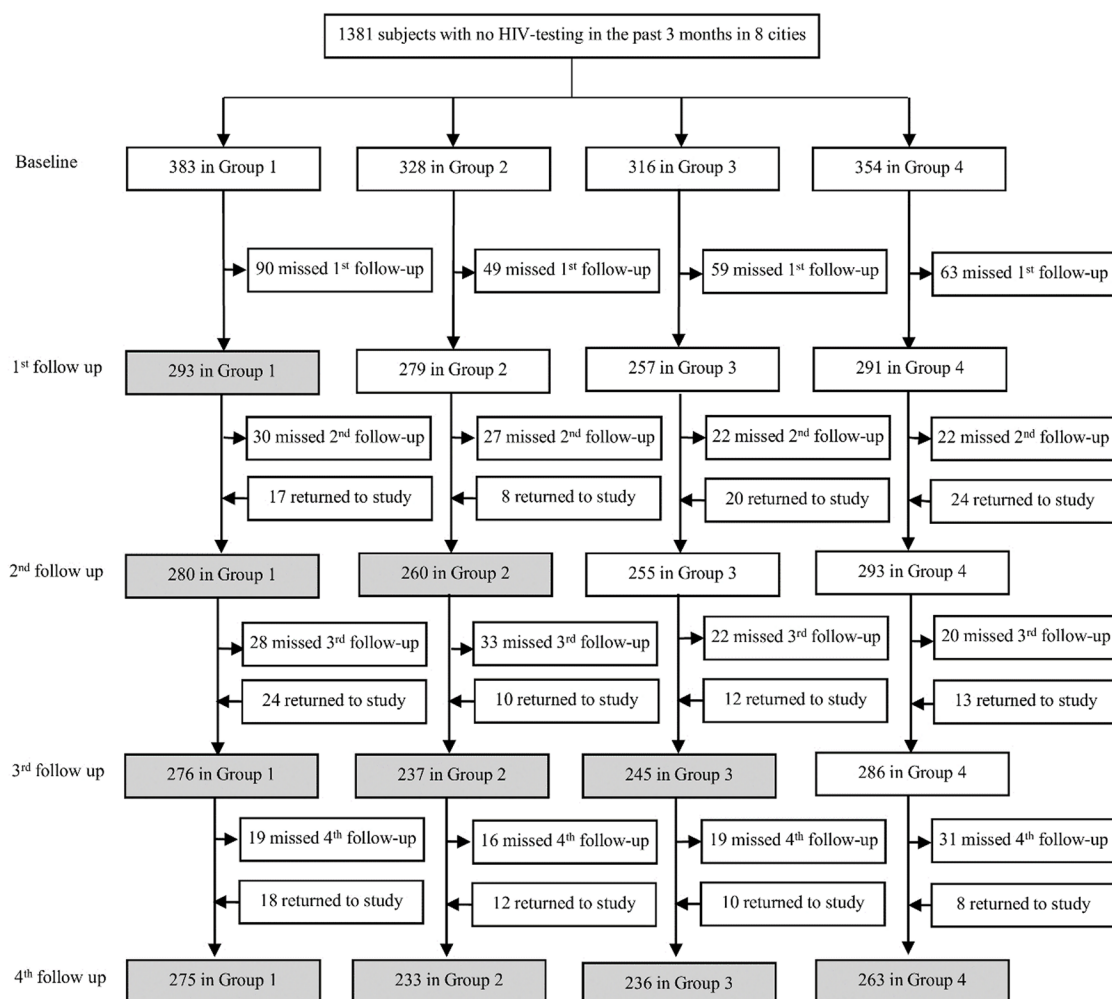 1381 subjects with no HIV-testing in the past 3 months in 8 cities
Baseline
383 in Group 1
328 in Group 2
316 in Group 3
354 in Group 4
90 missed 1st follow-up
49 missed 1st follow-up
59 missed 1st follow-up
63 missed 1st follow-up
1st follow up
293 in Group 1
279 in Group 2
257 in Group 3
291 in Group 4
30 missed 2nd follow-up
27 missed 2nd follow-up
22 missed 2nd follow-up
22 missed 2nd follow-up
17 returned to study
8 returned to study
20 returned to study
24 returned to study
2nd follow up
280 in Group 1
260 in Group 2
255 in Group 3
293 in Group 4
28 missed 3rd follow-up
33 missed 3rd follow-up
22 missed 3rd follow-up
20 missed 3rd follow-up
24 returned to study
10 returned to study
12 returned to study
13 returned to study
3rd follow up
276 in Group 1
237 in Group 2
245 in Group 3
286 in Group 4
19 missed 4th follow-up
16 missed 4th follow-up
19 missed 4th follow-up
31 missed 4th follow-up
18 returned to study
12 returned to study
10 returned to study
8 returned to study
4th follow up
275 in Group 1
233 in Group 2
236 in Group 3
263 in Group 4